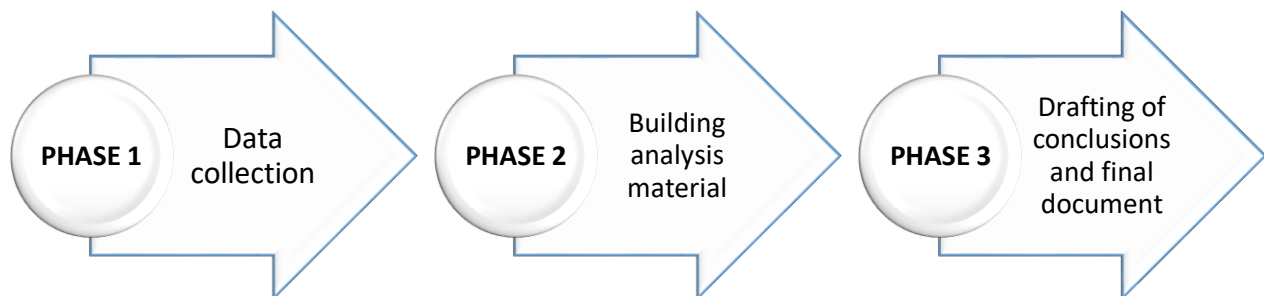 PHASE 1
Data
collection
PHASE 2
Building
analysis
material
PHASE 3
Drafting of
conclusions
and final
document